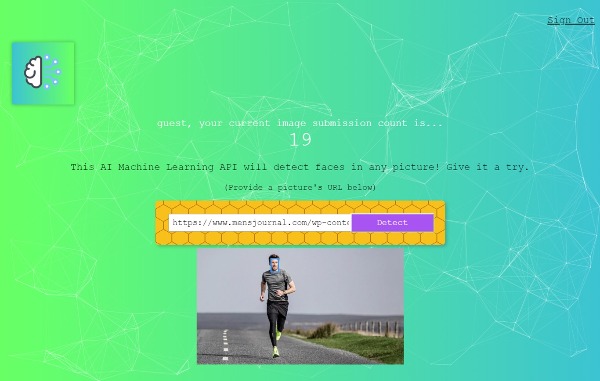 Sign Out
guest, your current image submission count is...
19
This AI Machine Learning API will detect faces in any picture! Give it a try.
(Provide a picture's URL below)
https://www.mensjournal.com/wp-conte
Detect